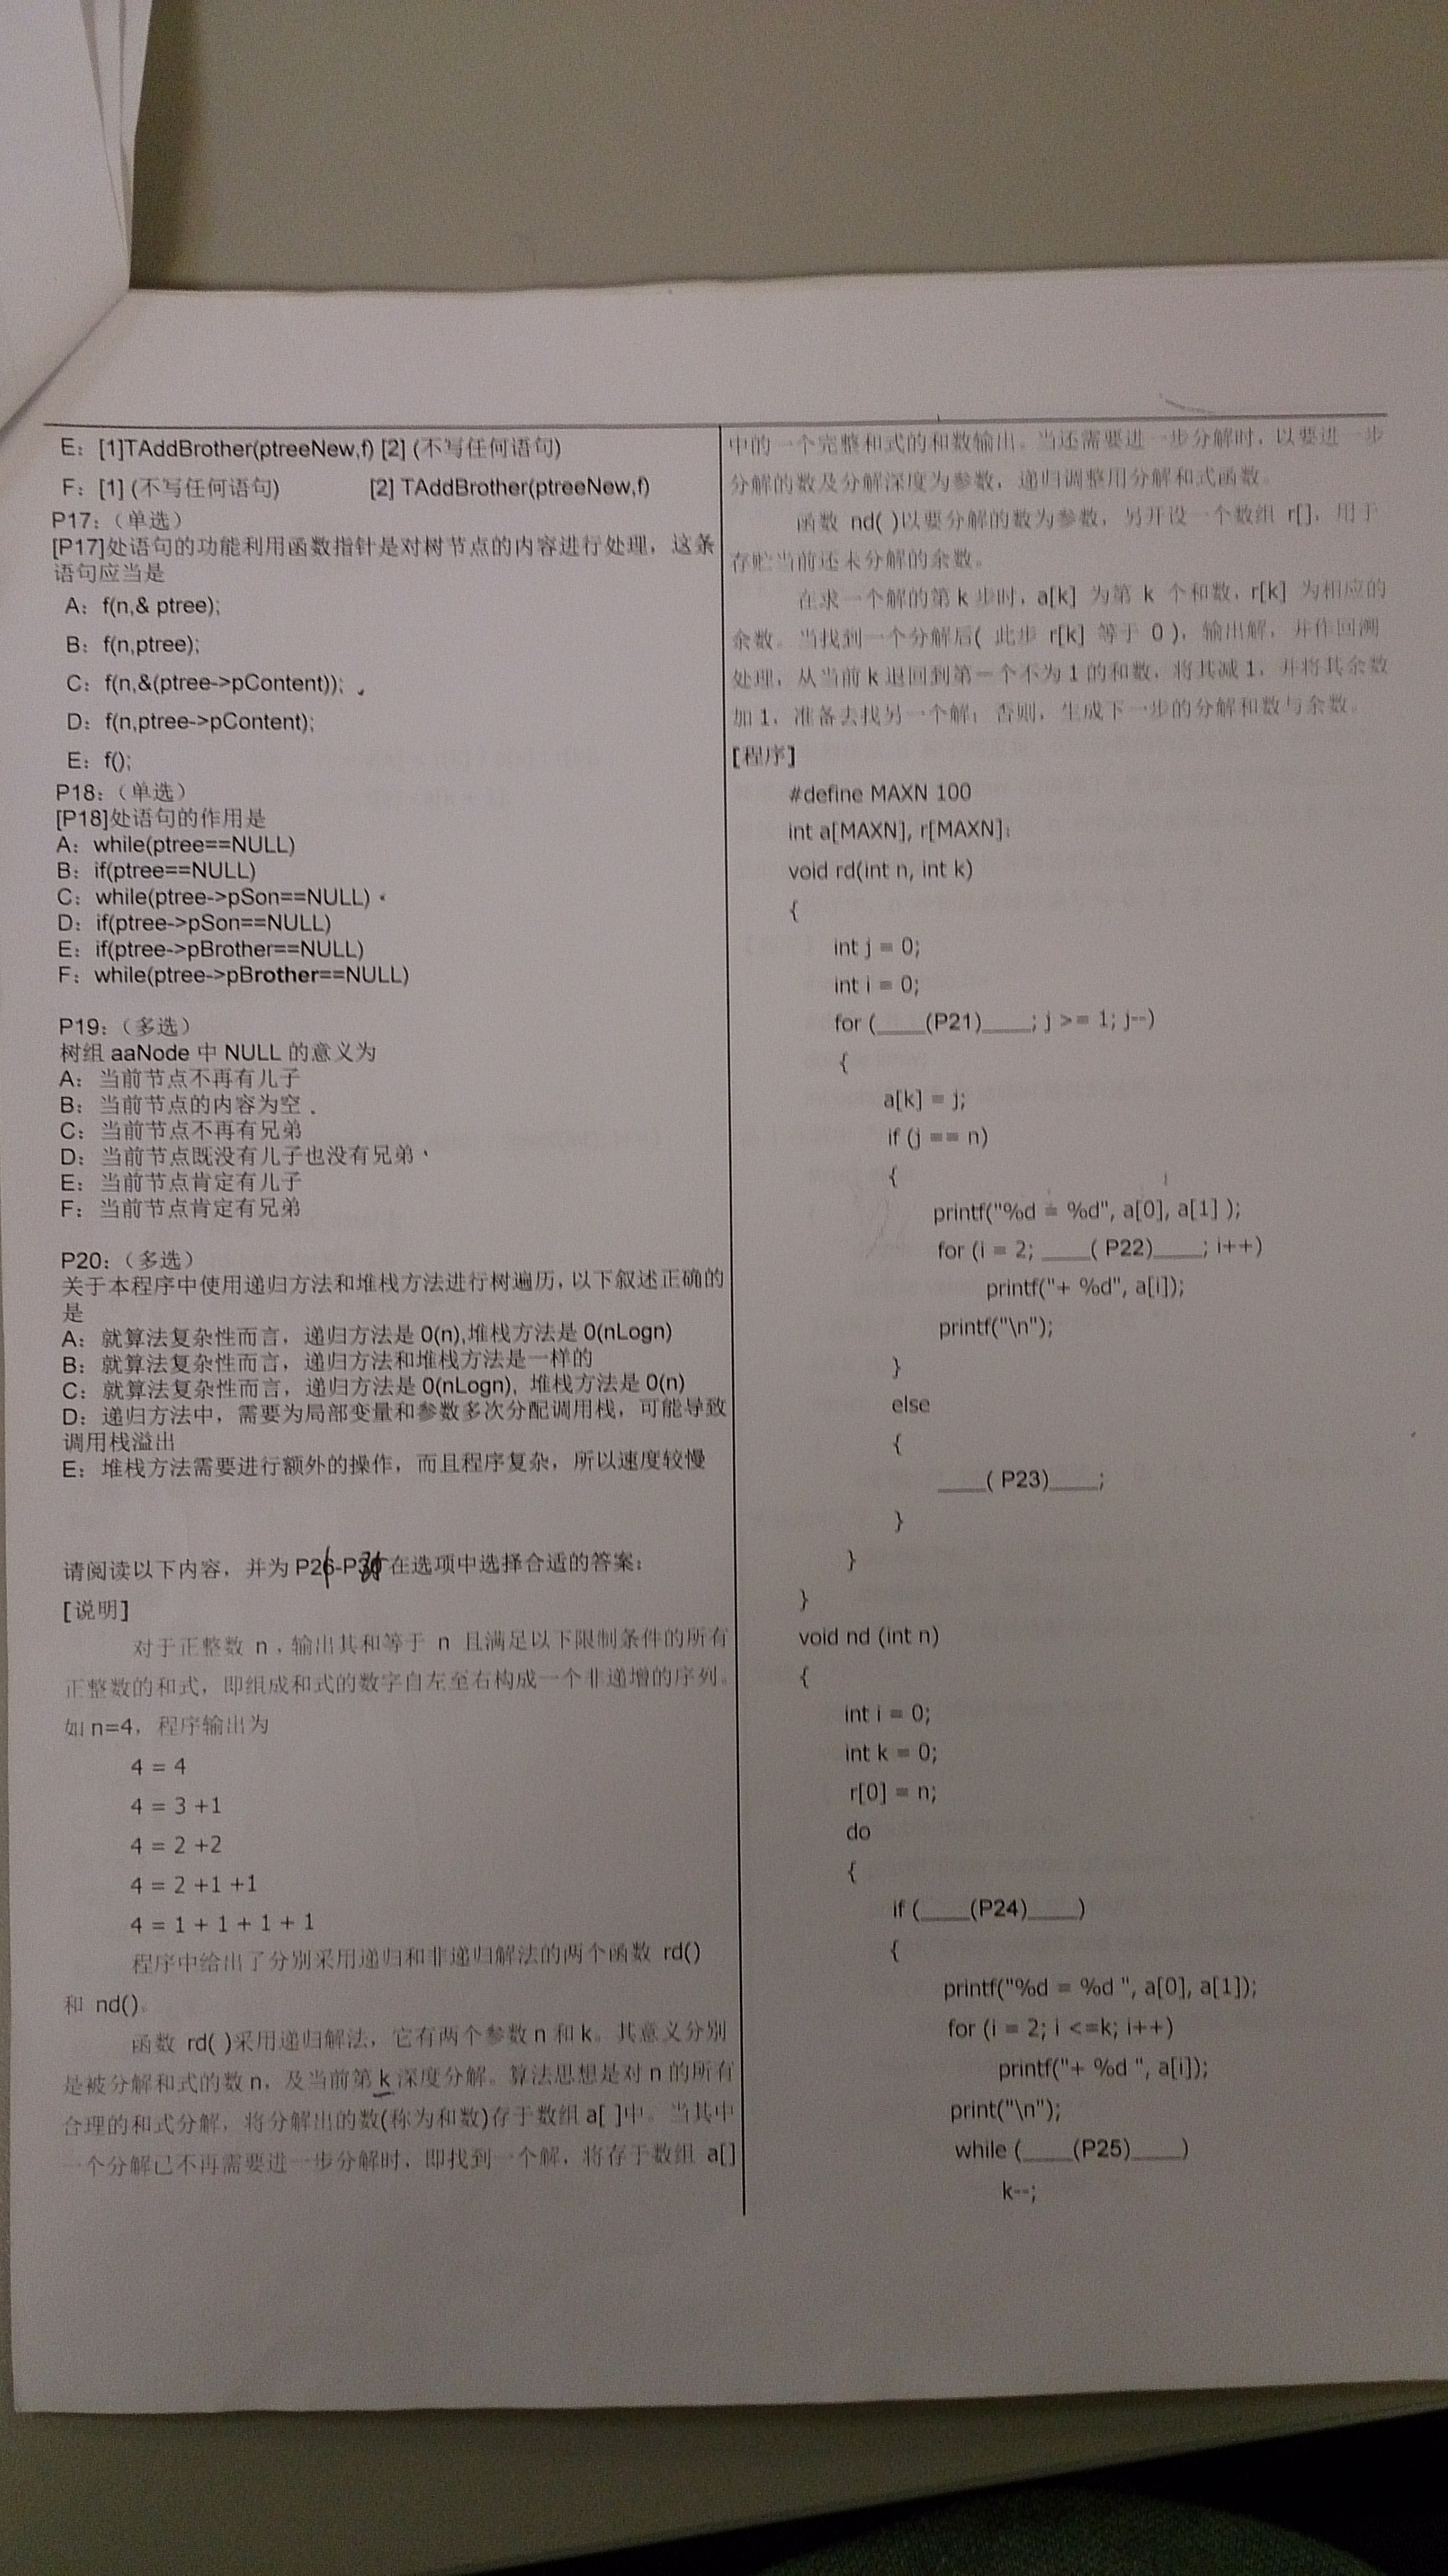 E：[1]TAddBrother(ptreeNew,f) [2] (不写任何语句)
F：[1] (不写任何语句) [2] TAddBrother(ptreeNew,f)
P17：（单选）
[P17]处语句的功能利用函数指针是对树节点的内容进行处理，这条
语句应当是
A：f(n,& ptree);
B：f(n,ptree);
C：f(n,&(ptree->pContent));
D：f(n,ptree->pContent);
E：f();
P18：（单选）
[P18]处语句的作用是
A：while(ptree==NULL)
B：if(ptree==NULL)
C：while(ptree->pSon==NULL)
D：if(ptree->pSon==NULL)
E：if(ptree->pBrother==NULL)
F：while(ptree->pBrother==NULL)
P19：（多选）
树组 aaNode 中 NULL 的意义为
A：当前节点不再有儿子
B：当前节点的内容为空
C：当前节点不再有兄弟
D：当前节点既没有儿子也没有兄弟
E：当前节点肯定有儿子
F：当前节点肯定有兄弟
P20：（多选）
关于本程序中使用递归方法和堆栈方法进行树遍历，以下叙述正确的
是
A：就算法复杂性而言，递归方法是 0(n),堆栈方法是 0(nLogn)
B：就算法复杂性而言，递归方法和堆栈方法是一样的
C：就算法复杂性而言，递归方法是 0(nLogn), 堆栈方法是 0(n)
D：递归方法中，需要为局部变量和参数多次分配调用栈，可能导致
调用栈溢出
E：堆栈方法需要进行额外的操作，而且程序复杂，所以速度较慢
请阅读以下内容，并为 在选项中选择合适的答案：
[说明]
对于正整数 n，输出其和等于 n 且满足以下限制条件的所有
正整数的和式，即组成和式的数字自左至右构成一个非递增的序列。
如 n=4，程序输出为
4 = 4
4 = 3 +1
4 = 2 +2
4 = 2 +1 +1
4 = 1 + 1 + 1 + 1
程序中给出了分别采用递归和非递归解法的两个函数 rd()
和 nd()。
函数 rd( )采用递归解法，它有两个参数 n 和 k。其意义分别
是被分解和式的数 n，及当前第 k 深度分解。算法思想是对 n 的所有
合理的和式分解，将分解出的数(称为和数)存于数组 a[ ]中。当其中
一个分解已不再需要进一步分解时，即找到一个解，将存于数组 a[]
中的一个完整和式的和数输出。当还需要进一步分解时，以要进一步
分解的数及分解深度为参数，递归调整用分解和式函数。
函数 nd( )以要分解的数为参数，另开设一个数组 r[]，用于
存贮当前还未分解的余数。
在求一个解的第 k 步时，a[k] 为第 k 个和数，r[k] 为相应的
余数。当找到一个分解后( 此步 r[k] 等于 0 )，输出解，并作回溯
处理，从当前 k 退回到第一个不为 1 的和数，将其减 1，并将其余数
加 1，准备去找另一个解；否则，生成下一步的分解和数与余数。
[程序]
#define MAXN 100
int a[MAXN], r[MAXN];
void rd(int n, int k)
{
int j = 0;
int i = 0;
for (____(P21)____; j >= 1; j--)
{
a[k] = j;
if (j == n)
{
printf("%d = %d", a[0], a[1] );
for (i = 2; ____( P22)____; i++)
printf("+ %d", a[i]);
printf("\n");
}
else
{
____( P23)____;
}
}
}
void nd (int n)
{
int i = 0;
int k = 0;
r[0] = n;
do
{
if (____(P24)____)
{
printf("%d = %d ", a[0], a[1]);
for (i = 2; i <=k; i++)
printf("+ %d ", a[i]);
print("\n");
while (____(P25)____)
k--;